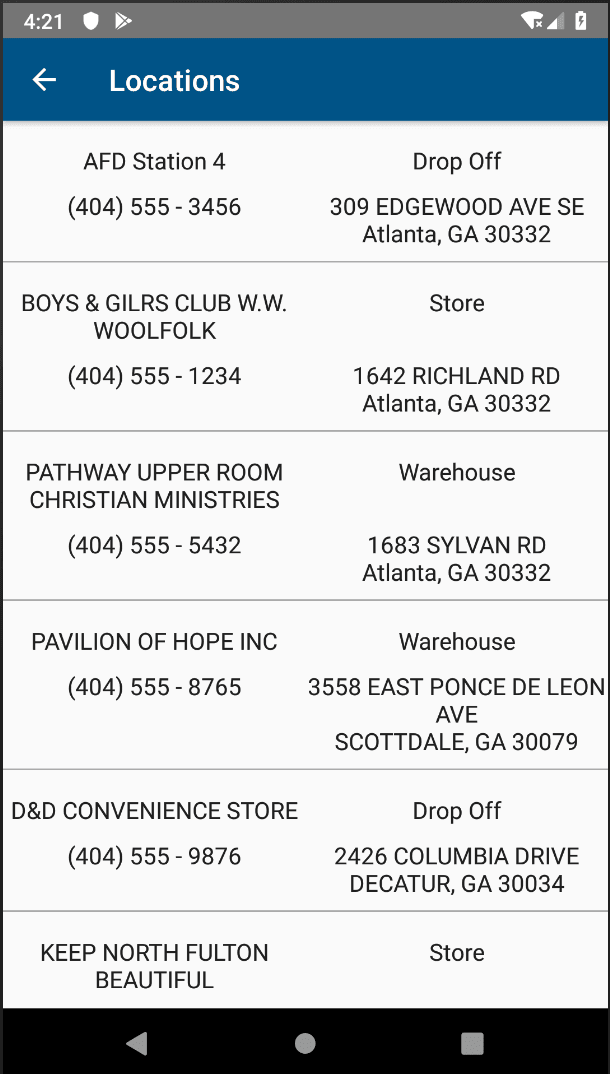 4:21
Locations
AFD Station 4
Drop Off
(404) 555 - 3456
309 EDGEWOOD AVE SE
Atlanta, GA 30332
BOYS & GILRS CLUB W.W.
WOOLFOLK
Store
(404) 555 - 1234
1642 RICHLAND RD
Atlanta, GA 30332
PATHWAY UPPER ROOM
CHRISTIAN MINISTRIES
Warehouse
(404) 555 - 5432
1683 SYLVAN RD
Atlanta, GA 30332
PAVILION OF HOPE INC
Warehouse
(404) 555 - 8765
3558 EAST PONCE DE LEON
AVE
SCOTTDALE, GA 30079
D&D CONVENIENCE STORE
Drop Off
(404) 555 - 9876
2426 COLUMBIA DRIVE
DECATUR, GA 30034
KEEP NORTH FULTON
BEAUTIFUL
Store